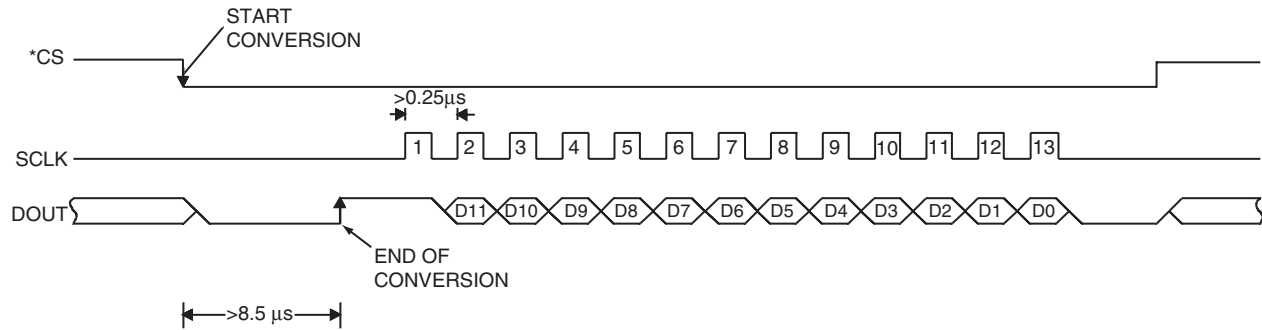 START
CONVERSION
*CS
>0.25µs
SCLK 1 2 3 4 5 6 7 8 9 10 11 12 13
DOUT D11 D10 D9 D8 D7 D6 D5 D4 D3 D2 D1 D0
END OF
CONVERSION
>8.5 µs